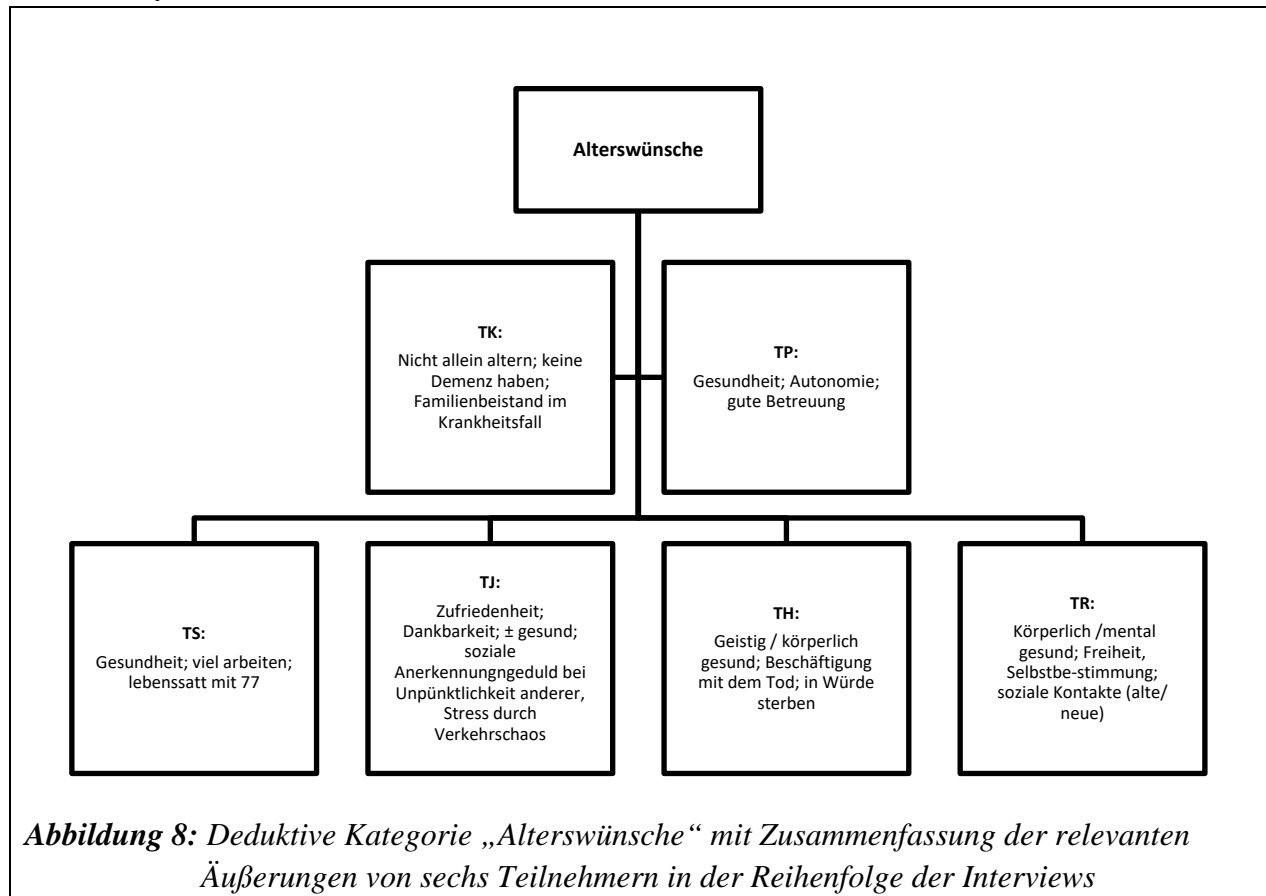 Alterswünsche
TK:
Nicht allein altern; keine
Demenz haben;
Familienbeistand im
Krankheitsfall
TP:
Gesundheit; Autonomie;
gute Betreuung
TS:
Gesundheit; viel arbeiten;
lebenssatt mit 77
TJ:
Zufriedenheit;
Dankbarkeit; ± gesund;
soziale
Anerkennungngeduld bei
Unpünktlichkeit anderer,
Stress durch
Verkehrschaos
TH:
Geistig / körperlich
gesund; Beschäftigung
mit dem Tod; in Würde
sterben
TR:
Körperlich /mental
gesund; Freiheit,
Selbstbe-stimmung;
soziale Kontakte (alte/
neue)
Abbildung 8: Deduktive Kategorie „Alterswünsche“ mit Zusammenfassung der relevanten
Äußerungen von sechs Teilnehmern in der Reihenfolge der Interviews